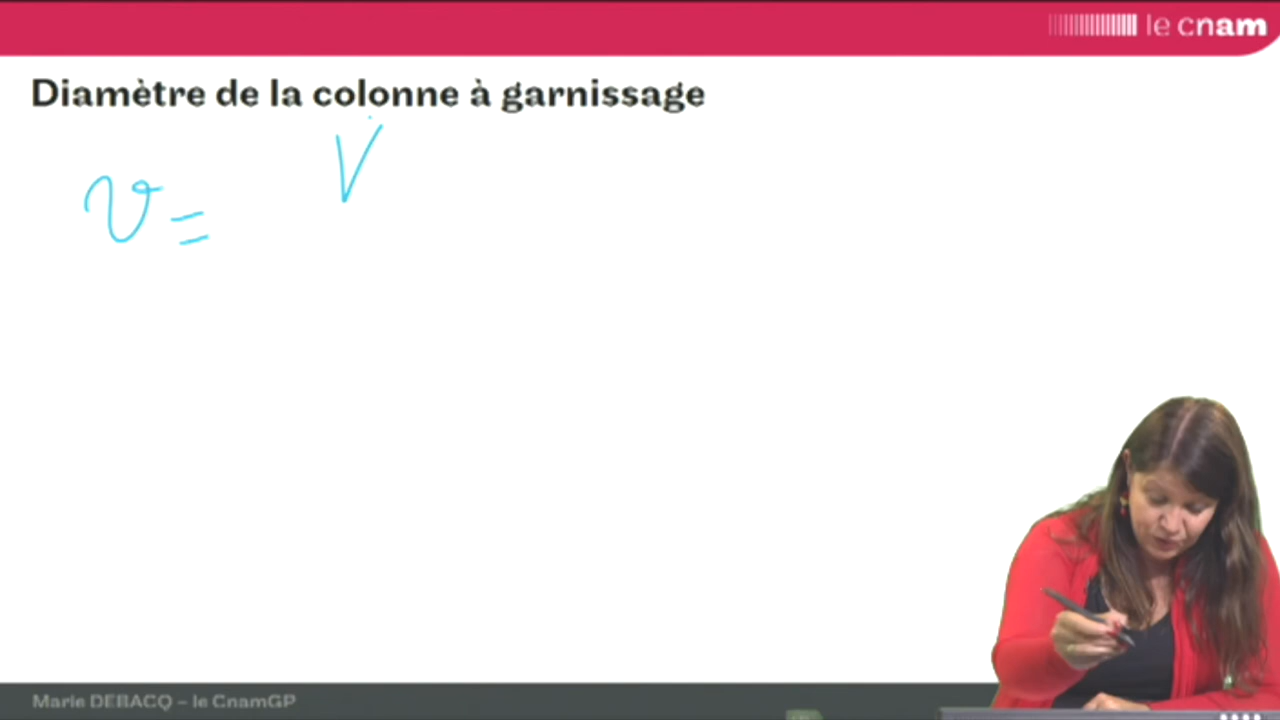 le cnam
Diamètre de la colonne à garnissage
V
v =
Marie DEBACQ – le CnamGP